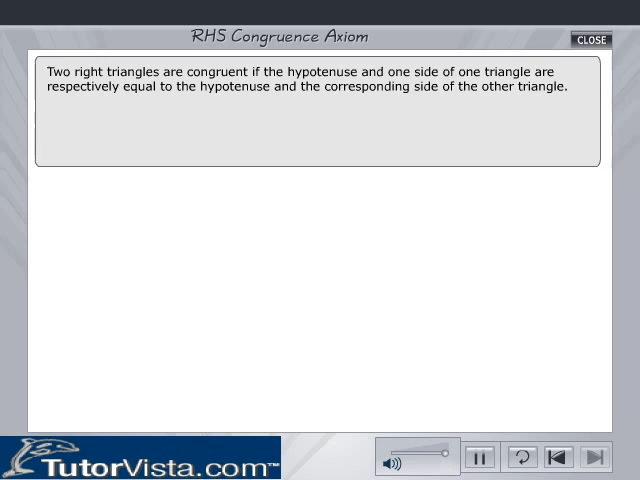 RHS Congruence Axiom
CLOSE
Two right triangles are congruent if the hypotenuse and one side of one triangle are
respectively equal to the hypotenuse and the corresponding side of the other triangle.
TutorVista.com™